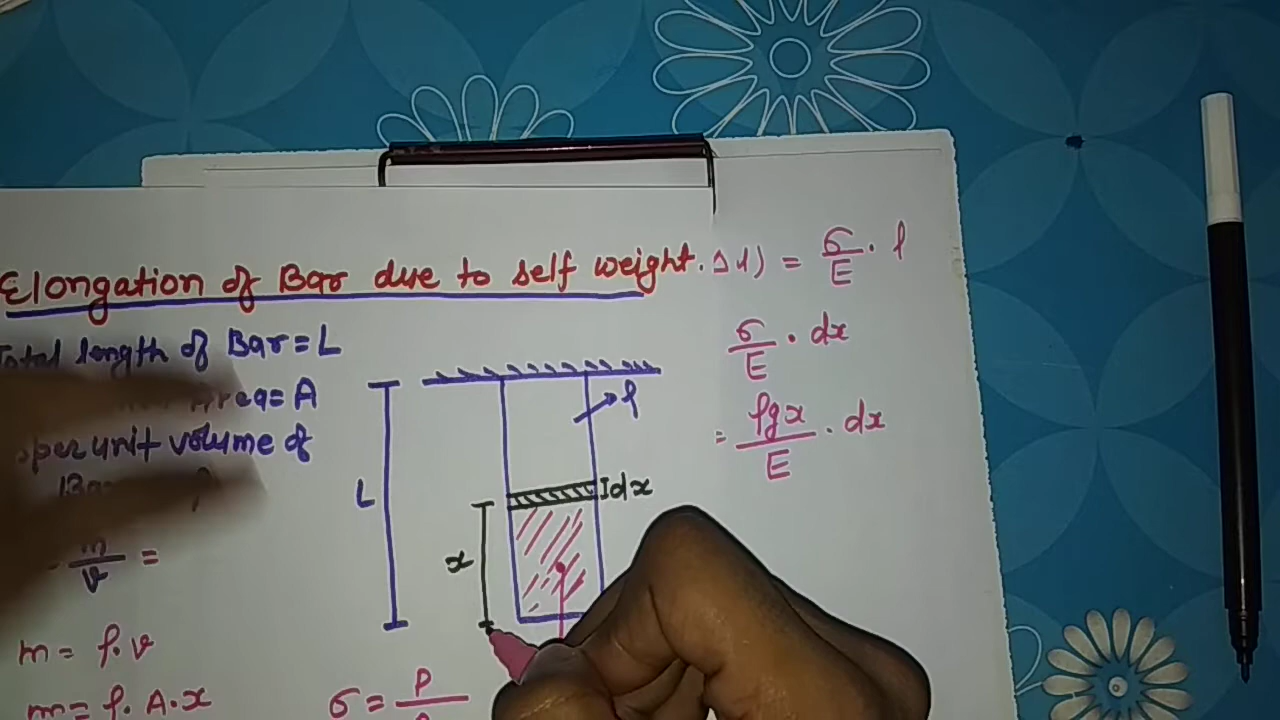 Elongation of Bar due to self weight.
Δl) = σ/E · l
Total length of Bar = L
Area = A
per unit volume of
m/v =
m = ρ.v
m = ρ. A.x
σ/E · dx
= ρgx/E . dx
ρ
L
dx
x
σ = P/